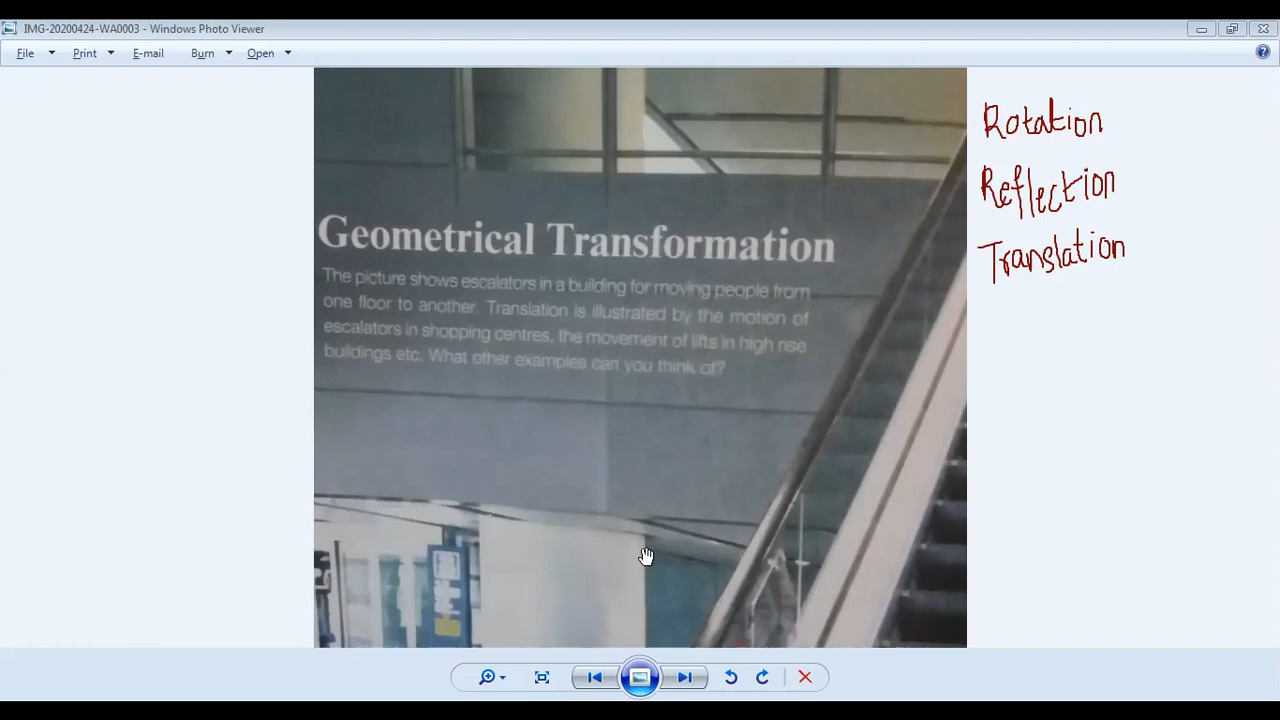 IMG-20200424-WA0003 - Windows Photo Viewer
File Print E-mail Burn Open
Rotation
Reflection
Translation
Geometrical Transformation
The picture shows escalators in a building for moving people from
one floor to another. Translation is illustrated by the motion of
escalators in shopping centres, the movement of lifts in high rise
buildings etc. What other examples can you think of?